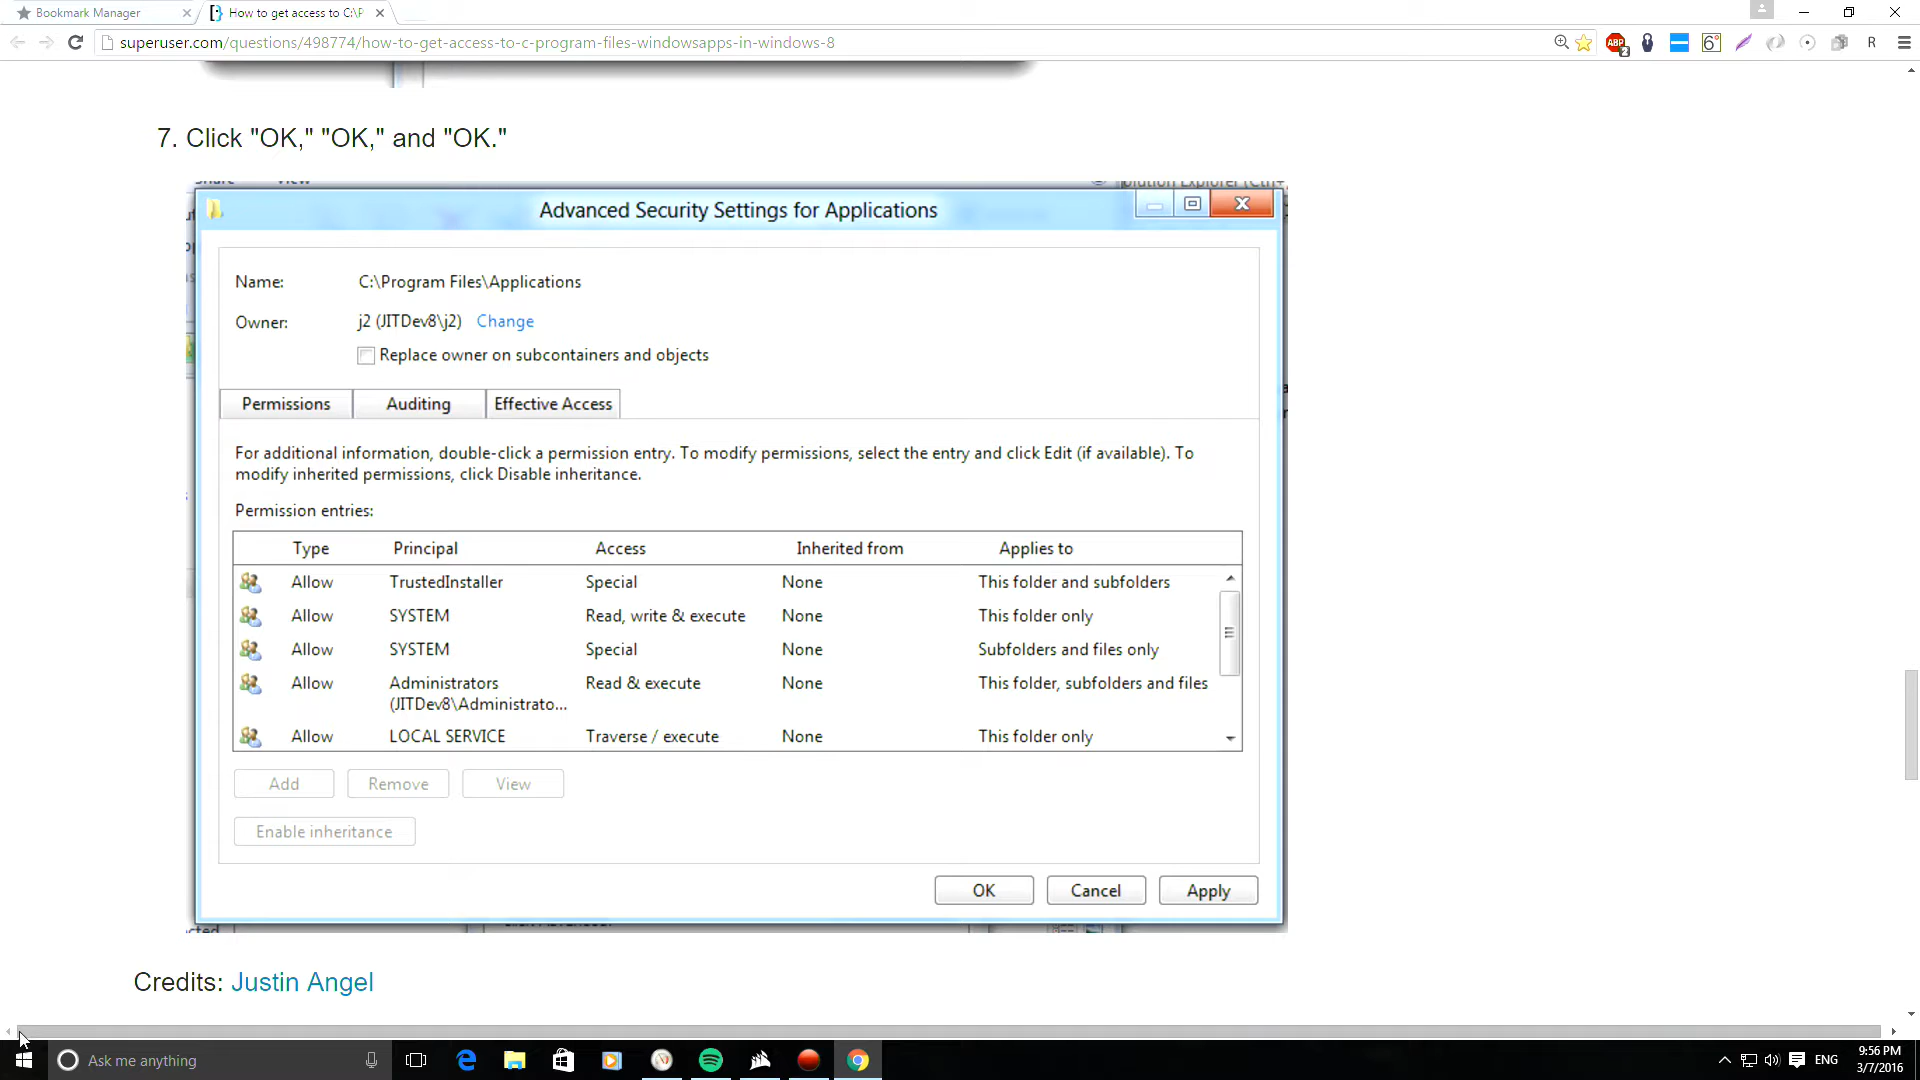 Bookmark Manager
How to get access to C:\P
superuser.com/questions/498774/how-to-get-access-to-c-program-files-windowsapps-in-windows-8
ABP
2
6°
R
7. Click "OK," "OK," and "OK."
Advanced Security Settings for Applications
Name: C:\Program Files\Applications
Owner: j2 (JITDev8\j2) Change
Replace owner on subcontainers and objects
Permissions Auditing Effective Access
For additional information, double-click a permission entry. To modify permissions, select the entry and click Edit (if available). To
modify inherited permissions, click Disable inheritance.
Permission entries:
Type Principal Access Inherited from Applies to
Allow TrustedInstaller Special None This folder and subfolders
Allow SYSTEM Read, write & execute None This folder only
Allow SYSTEM Special None Subfolders and files only
Allow Administrators Read & execute None This folder, subfolders and files
(JITDev8\Administrato...
Allow LOCAL SERVICE Traverse / execute None This folder only
Add Remove View
Enable inheritance
OK Cancel Apply
Credits: Justin Angel
Ask me anything
ENG
9:56 PM
3/7/2016